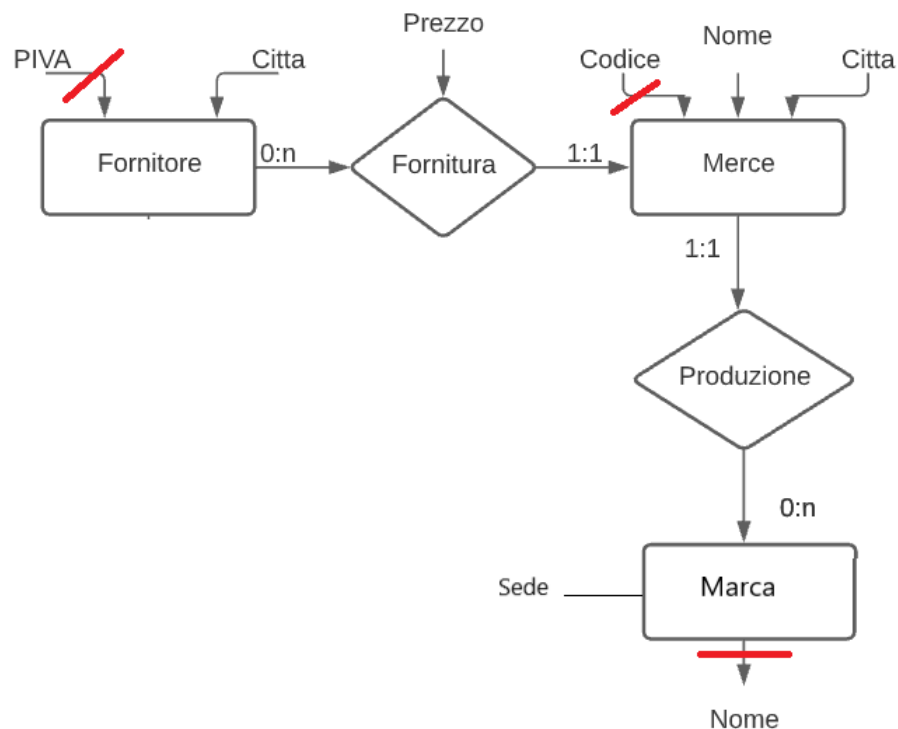 Prezzo
PIVA
Citta
Codice
Nome
Citta
Fornitore
0:n
Fornitura
1:1
Merce
1:1
Produzione
0:n
Sede
Marca
Nome